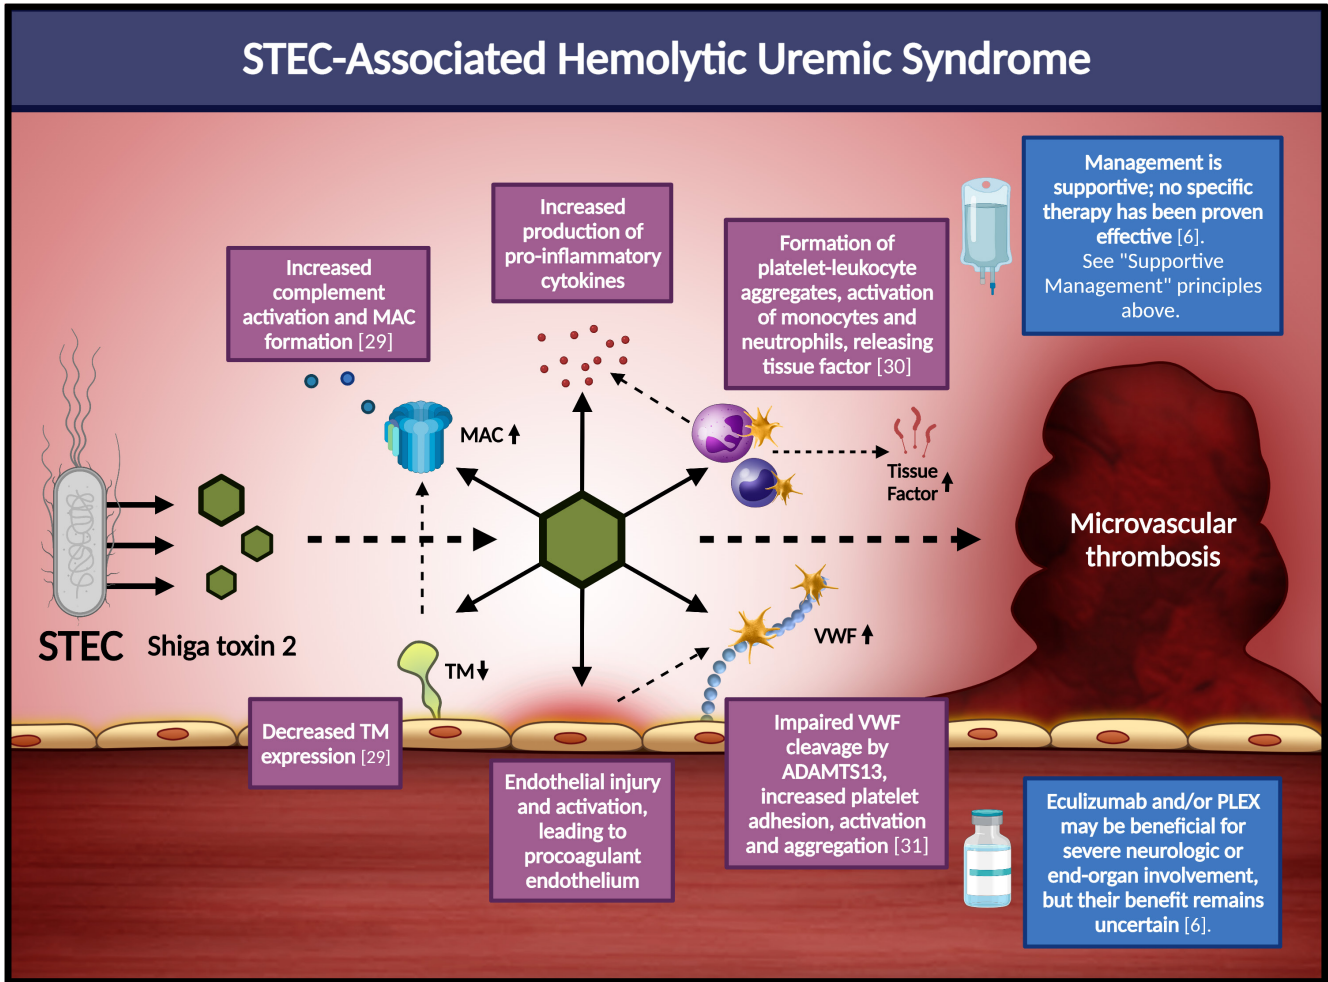 STEC-Associated Hemolytic Uremic Syndrome
Management is
supportive; no specific
therapy has been proven
effective [6].
See "Supportive
Management" principles
above.
Increased
production of
pro-inflammatory
cytokines
Formation of
platelet-leukocyte
aggregates, activation
of monocytes and
neutrophils, releasing
tissue factor [30]
Increased
complement
activation and MAC
formation [29]
MAC
Tissue
Factor
Microvascular
thrombosis
STEC
Shiga toxin 2
TM
VWF
Decreased TM
expression [29]
Endothelial injury
and activation,
leading to
procoagulant
endothelium
Impaired VWF
cleavage by
ADAMTS13,
increased platelet
adhesion, activation
and aggregation [31]
Eculizumab and/or PLEX
may be beneficial for
severe neurologic or
end-organ involvement,
but their benefit remains
uncertain [6].